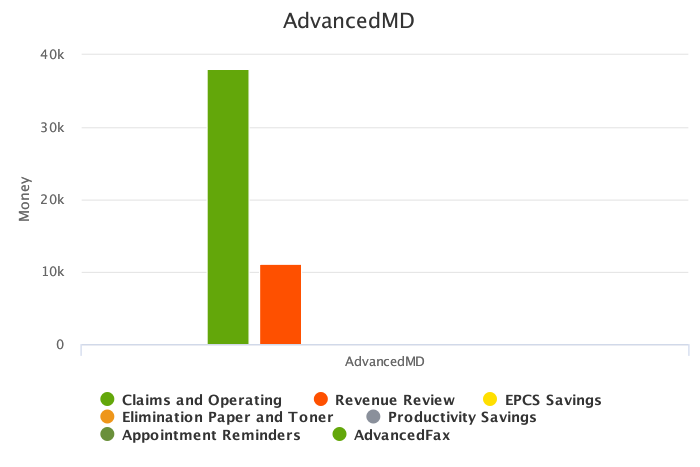 AdvancedMD
40k
30k
20k
10k
0
Money
AdvancedMD
Claims and Operating Revenue Review EPCS Savings
Elimination Paper and Toner Productivity Savings
Appointment Reminders AdvancedFax